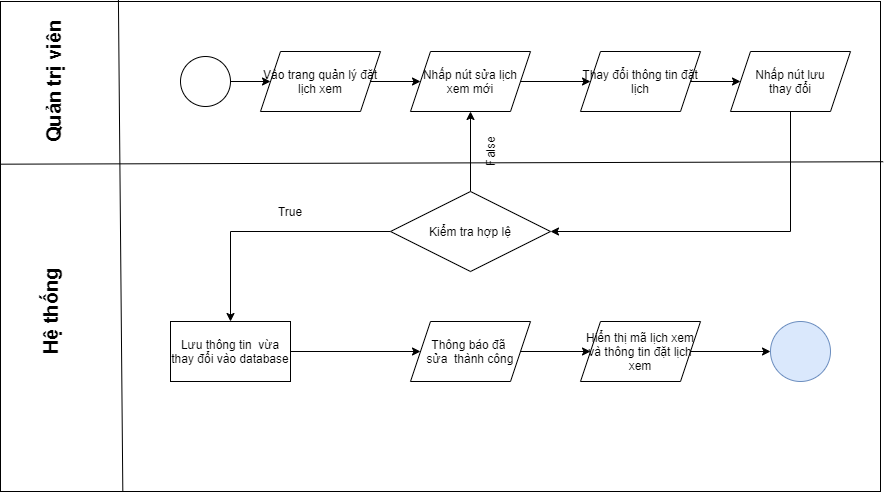 Quản trị viên
Vào trang quản lý đặt
lịch xem
Nhấp nút sửa lịch
xem mới
Thay đổi thông tin đặt
lịch
Nhấp nút lưu
thay đổi
False
Hệ thống
True
Kiểm tra hợp lệ
Lưu thông tin vừa
thay đổi vào database
Thông báo đã
sửa thành công
Hiển thị mã lịch xem
và thông tin đặt lịch
xem